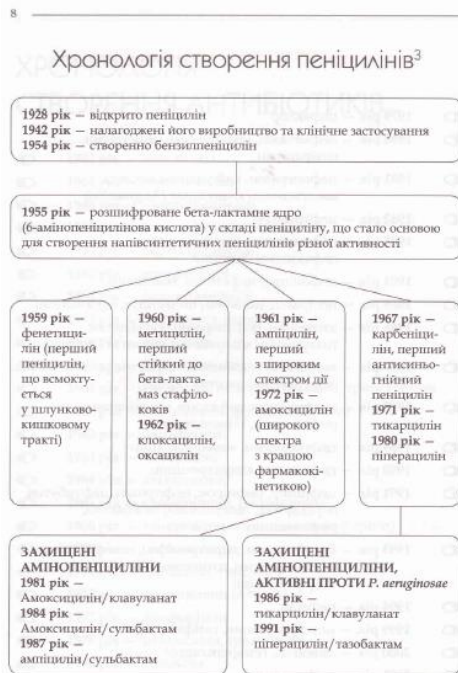 8
Хронологія створення пеніцилінів³
1928 рік — відкрито пеніцилін
1942 рік — налагоджені його виробництво та клінічне застосування
1954 рік — створенно бензилпеніцилін
1955 рік — розшифроване бета-лактамне ядро
(6-амінопеніцилінова кислота) у складі пеніциліну, що стало основою
для створення напівсинтетичних пеніцилінів різної активності
1959 рік —
фенетици-
лін (перший
пеніцилін,
що всмокту-
ється
у шлунково-
кишковому
тракті)
1960 рік —
метицилін,
перший
стійкий до
бета-лакта-
маз стафіло-
коків
1962 рік —
клоксацилін,
оксацилін
1961 рік —
ампіцилін,
перший
з широким
спектром дії
1972 рік —
амоксицилін
(широкого
спектра
з кращою
фармакокі-
нетикою)
1967 рік —
карбеніци-
лін, перший
антисиньо-
гнійний
пеніцилін
1971 рік —
тикарцилін
1980 рік —
піперацилін
ЗАХИЩЕНІ
АМІНОПЕНІЦИЛІНИ
1981 рік —
Амоксицилін/клавуланат
1984 рік —
Амоксицилін/сульбактам
1987 рік —
ампіцилін/сульбактам
ЗАХИЩЕНІ
АМІНОПЕНІЦИЛІНИ,
АКТИВНІ ПРОТИ P. aeruginosae
1986 рік —
тикарцилін/клавуланат
1991 рік —
піперацилін/тазобактам